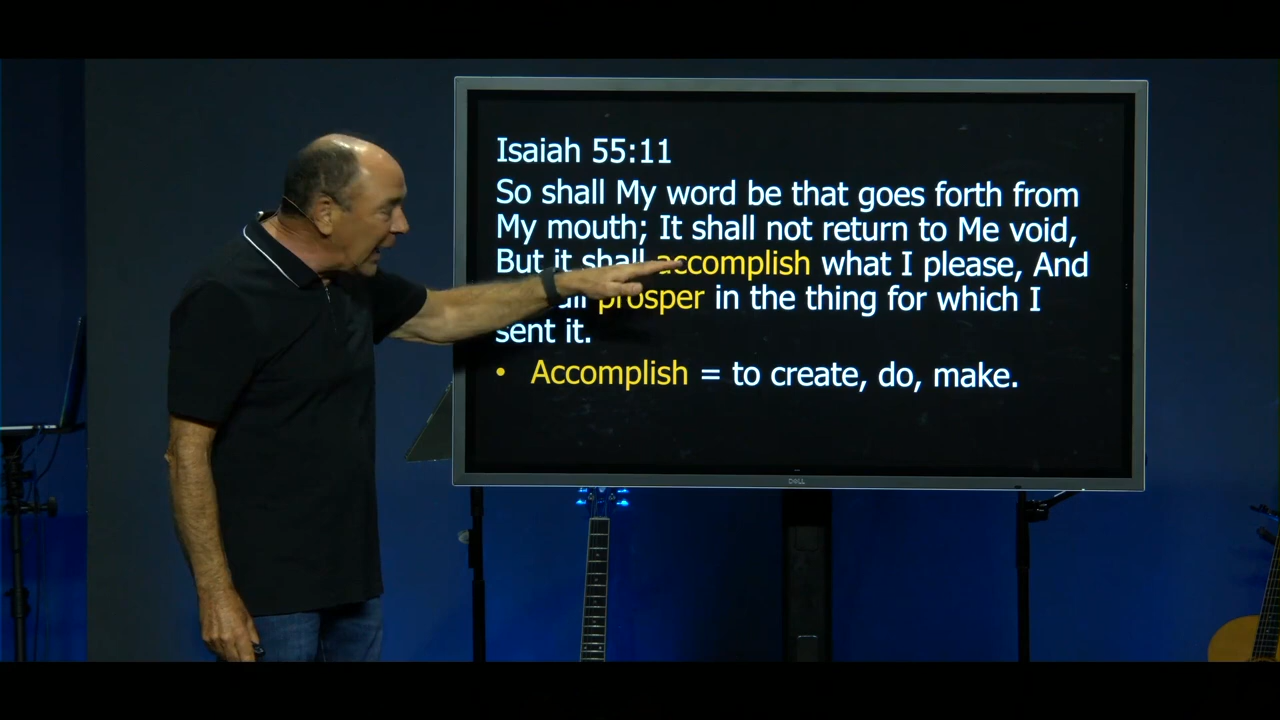 Isaiah 55:11
So shall My word be that goes forth from
My mouth; It shall not return to Me void,
But it shall accomplish what I please, And
prosper in the thing for which I
sent it.
• Accomplish = to create, do, make.
DELL